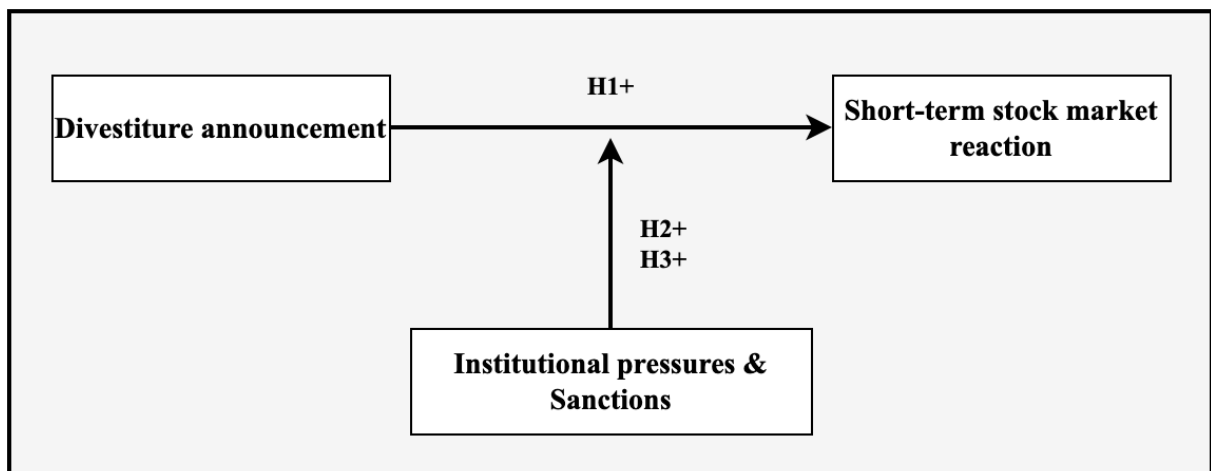 H1+
Divestiture announcement
Short-term stock market
reaction
H2+
H3+
Institutional pressures &
Sanctions